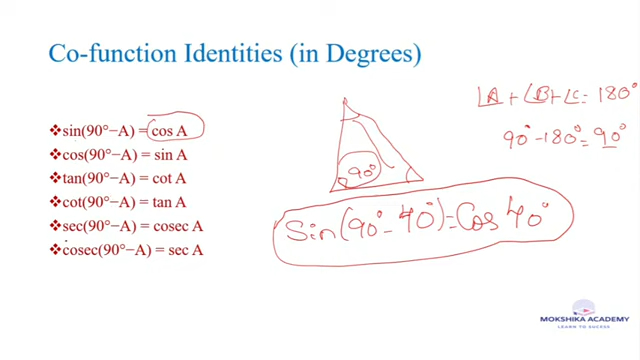 Co-function Identities (in Degrees)
❖sin(90°−A) = cos A
❖cos(90°−A) = sin A
❖tan(90°−A) = cot A
❖cot(90°−A) = tan A
❖sec(90°−A) = cosec A
❖cosec(90°−A) = sec A
90°
∠A + ∠B + ∠C = 180°
90° - 180° = 90°
Sin (90° - 40°) = Cos 40°
MOKSHIKA ACADEMY
LEARN TO SUCCESS